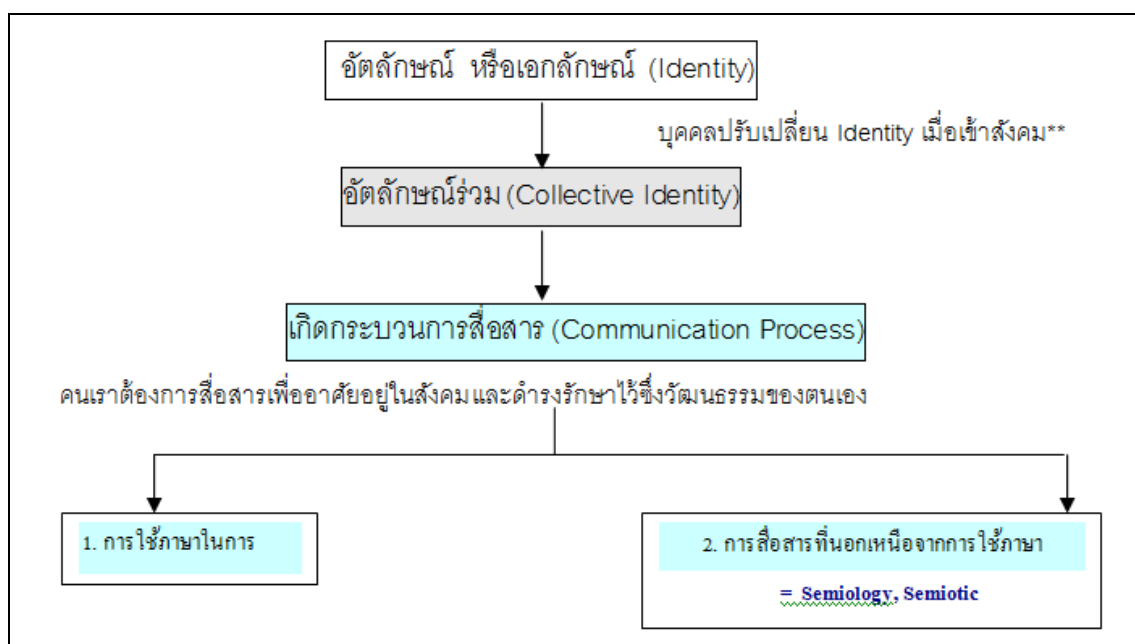 อัตลักษณ์ หรือเอกลักษณ์ (Identity)
บุคคลปรับเปลี่ยน Identity เมื่อเข้าสังคม**
อัตลักษณ์ร่วม (Collective Identity)
เกิดกระบวนการสื่อสาร (Communication Process)
คนเราต้องการสื่อสารเพื่ออาศัยอยู่ในสังคมและดำรงรักษาไว้ซึ่งวัฒนธรรมของตนเอง
1. การใช้ภาษาในการ
2. การสื่อสารที่นอกเหนือจากการใช้ภาษา
= Semiology, Semiotic